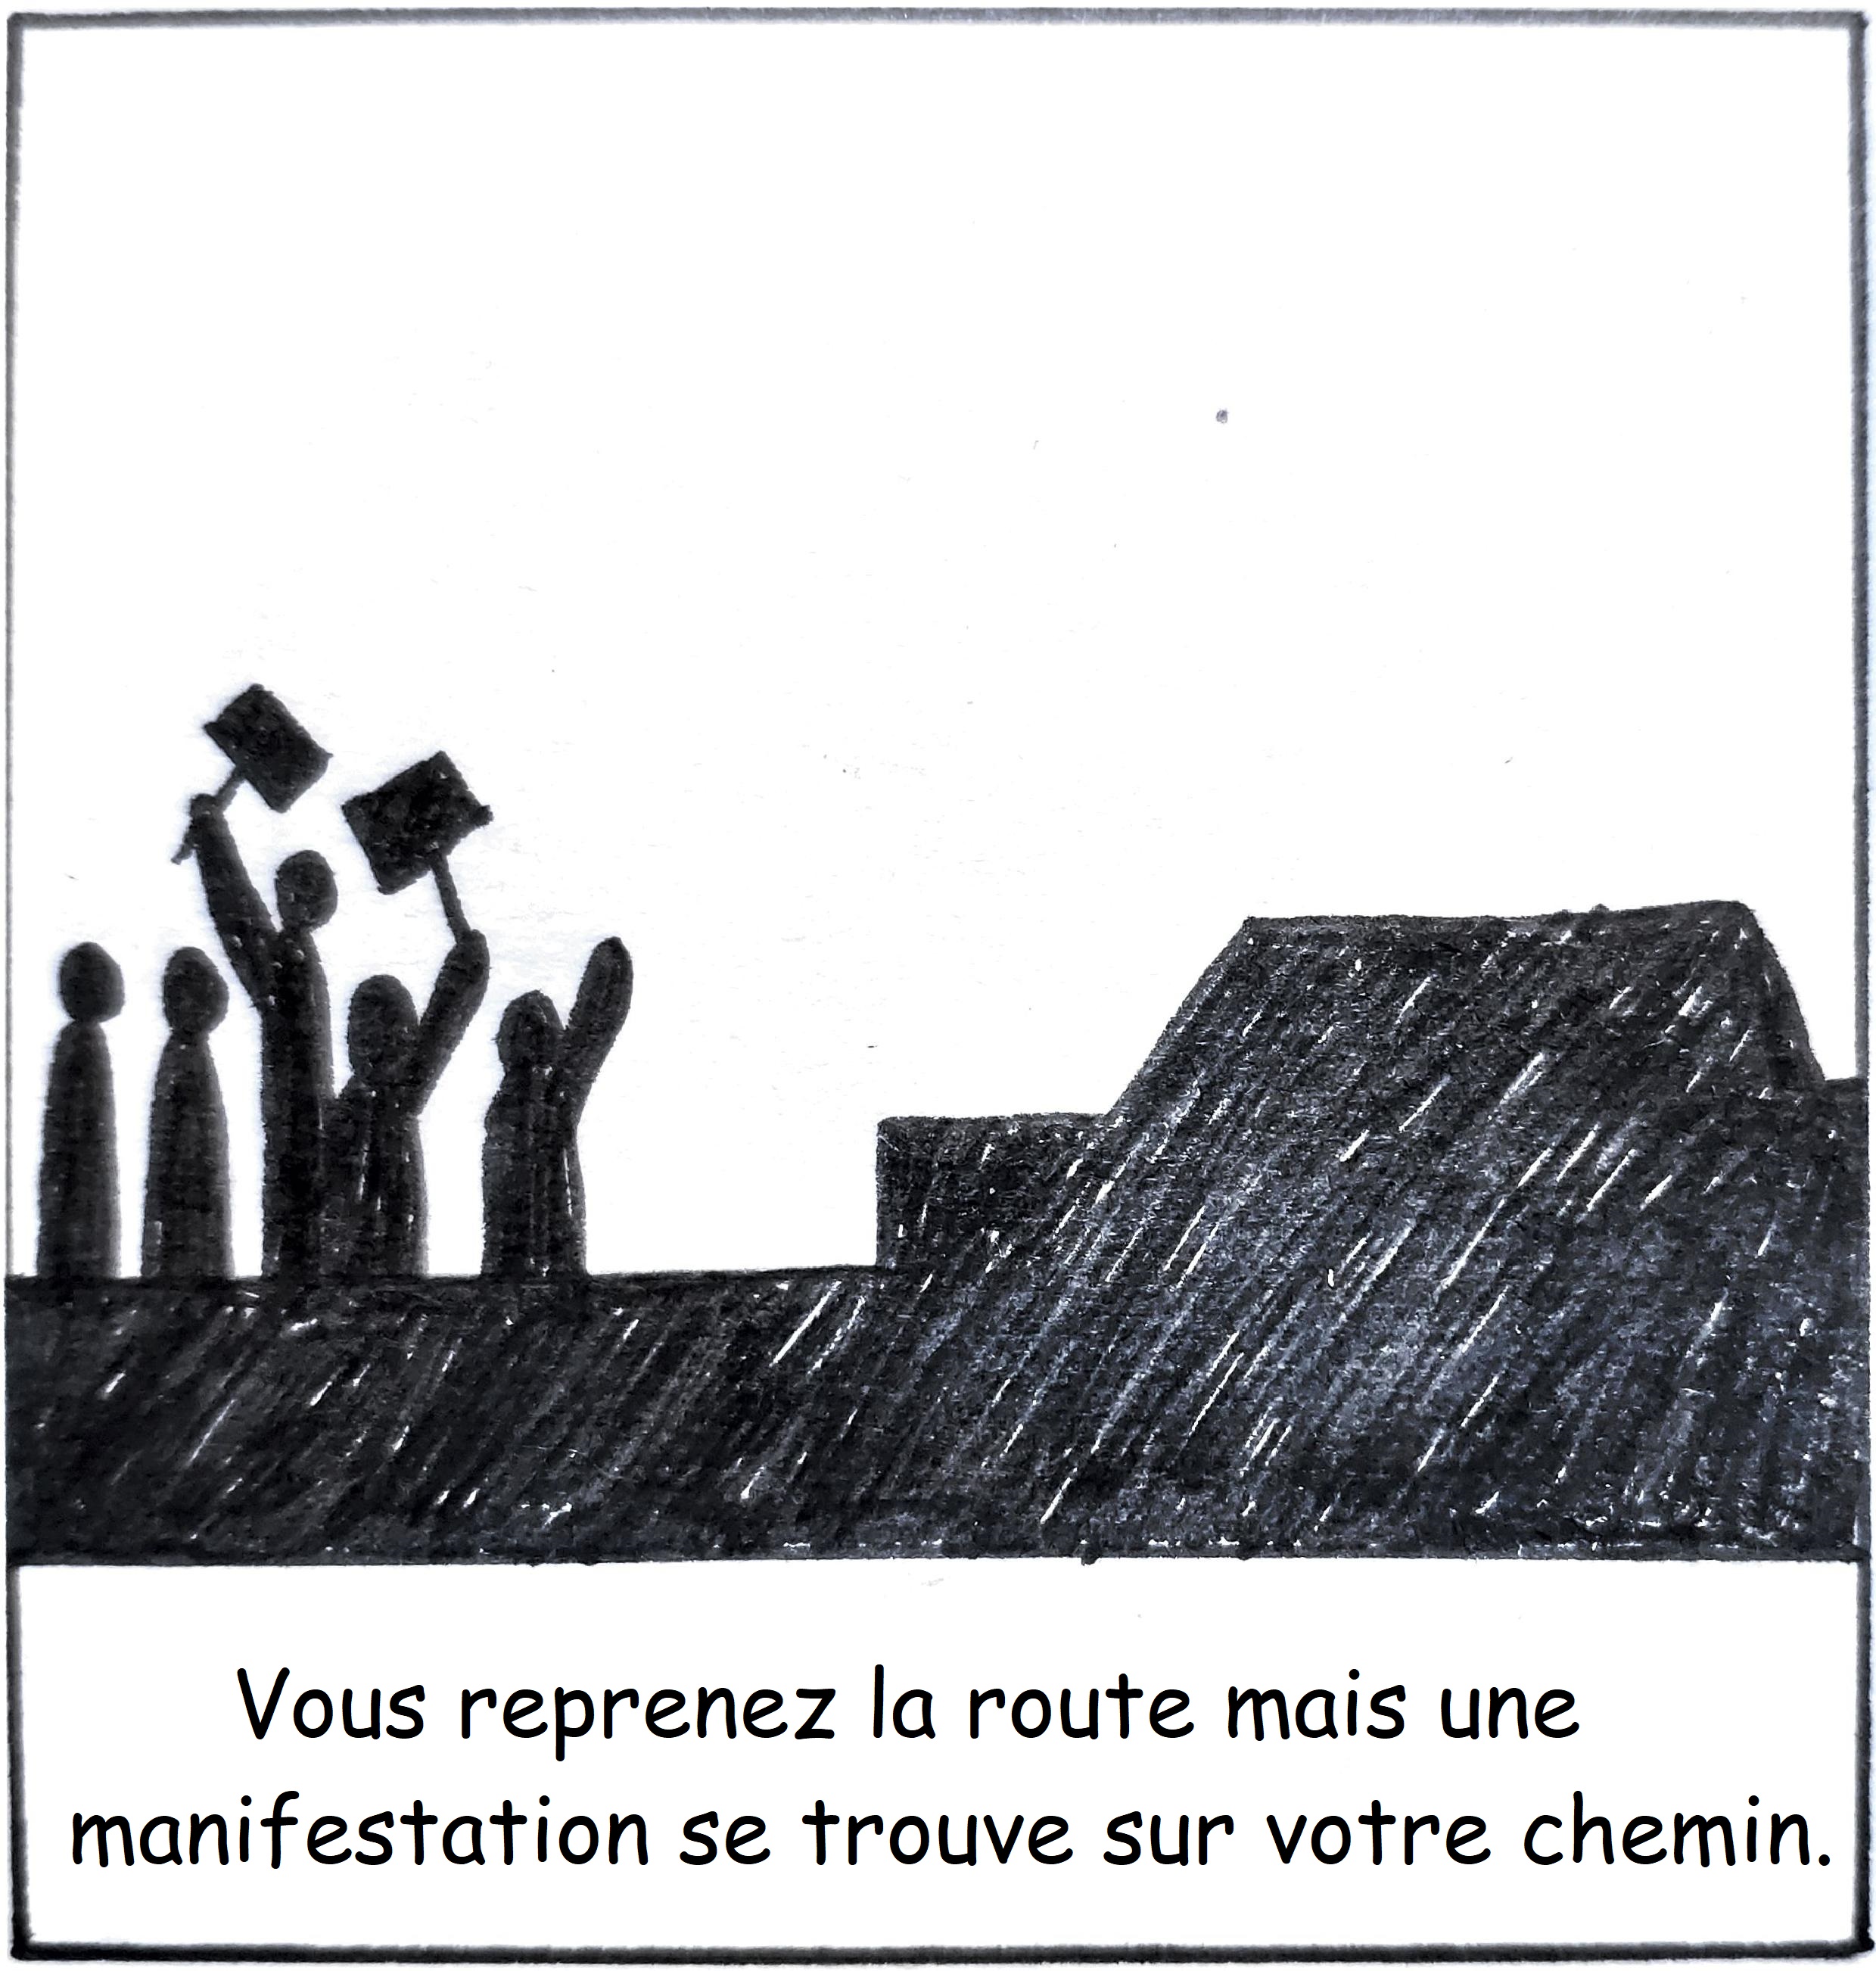 Vous reprenez la route mais une
manifestation se trouve sur votre chemin.